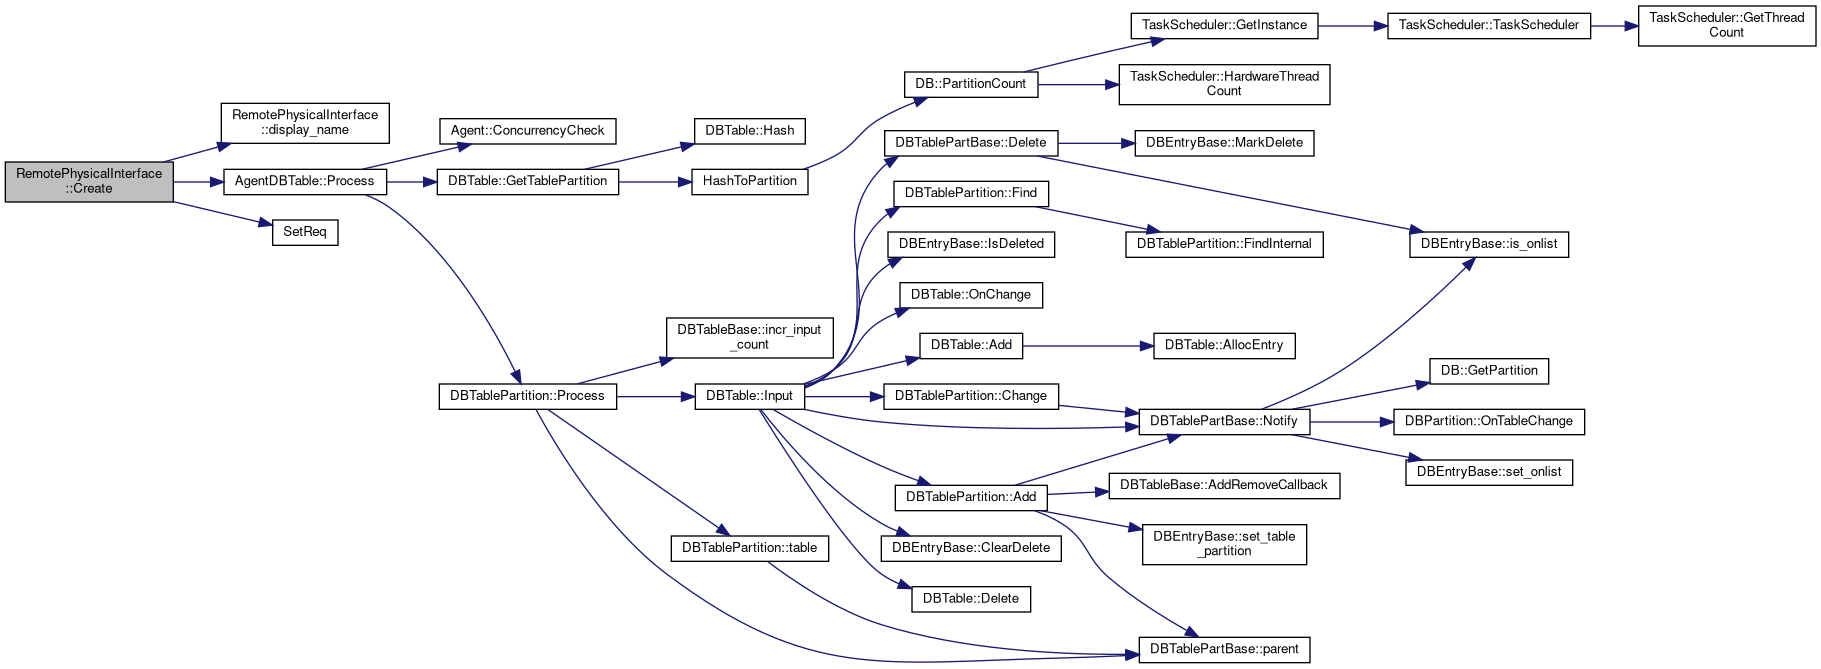 RemotePhysicalInterface
::Create
RemotePhysicalInterface
::display_name
AgentDBTable::Process
SetReq
Agent::ConcurrencyCheck
DBTable::GetTablePartition
DBTablePartition::Process
DBTable::Hash
HashToPartition
DBTableBase::incr_input
_count
DBTable::Input
DBTablePartition::table
DB::PartitionCount
DBTablePartBase::Delete
DBTablePartition::Find
DBEntryBase::IsDeleted
DBTable::OnChange
DBTable::Add
DBTablePartition::Change
DBTablePartition::Add
DBEntryBase::ClearDelete
DBTable::Delete
TaskScheduler::GetInstance
TaskScheduler::HardwareThread
Count
DBEntryBase::MarkDelete
DBTablePartition::FindInternal
DBTable::AllocEntry
DBTablePartBase::Notify
DBTableBase::AddRemoveCallback
DBEntryBase::set_table
_partition
DBTablePartBase::parent
TaskScheduler::TaskScheduler
DBEntryBase::is_onlist
DB::GetPartition
DBPartition::OnTableChange
DBEntryBase::set_onlist
TaskScheduler::GetThread
Count